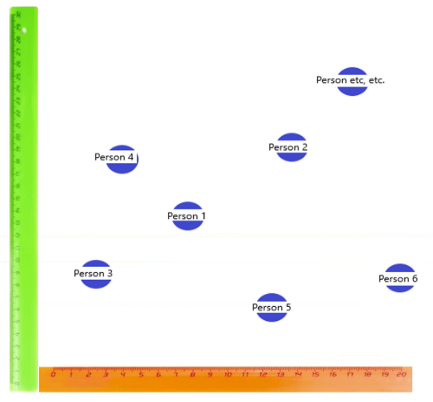 Person etc, etc.
Person 2
Person 4
Person 1
Person 3
Person 6
Person 5
0 1 2 3 4 5 6 7 8 9 10 11 12 13 14 15 16 17 18 19 20